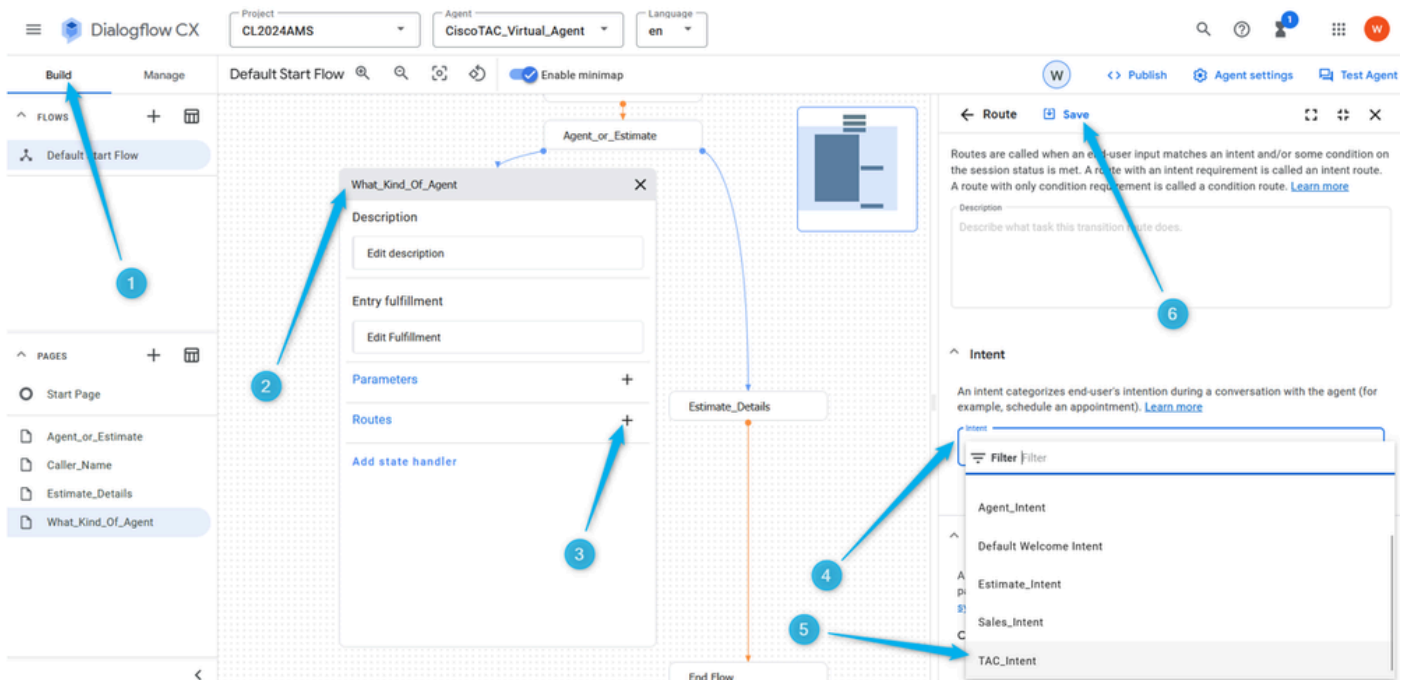 Dialogflow CX
Project
CL2024AMS
Agent
CiscoTAC_Virtual_Agent
Language
en
1
W
Build
Manage
Default Start Flow
Enable minimap
W
Publish
Agent settings
Test Agent
FLOWS
Default Start Flow
1
PAGES
Start Page
Agent_or_Estimate
Caller_Name
Estimate_Details
What_Kind_Of_Agent
Agent_or_Estimate
What_Kind_Of_Agent
Description
Edit description
Entry fulfillment
Edit Fulfillment
2
Parameters
Routes
Add state handler
3
Estimate_Details
End Flow
Route
Save
Routes are called when an end-user input matches an intent and/or some condition on
the session status is met. A route with an intent requirement is called an intent route.
A route with only condition requirement is called a condition route. Learn more
Description
Describe what task this transition route does.
6
Intent
An intent categorizes end-user's intention during a conversation with the agent (for
example, schedule an appointment). Learn more
Intent
Filter Filter
Agent_Intent
Default Welcome Intent
Estimate_Intent
Sales_Intent
TAC_Intent
4
5